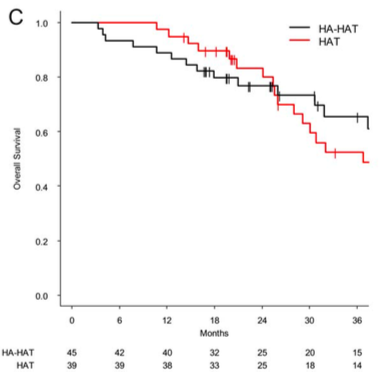 C
HA-HAT
HAT
1.0
0.8
0.6
0.4
0.2
0.0
Overall Survival
0 6 12 18 24 30 36
Months
HA-HAT 45 42 40 32 25 20 15
HAT 39 39 38 33 25 18 14